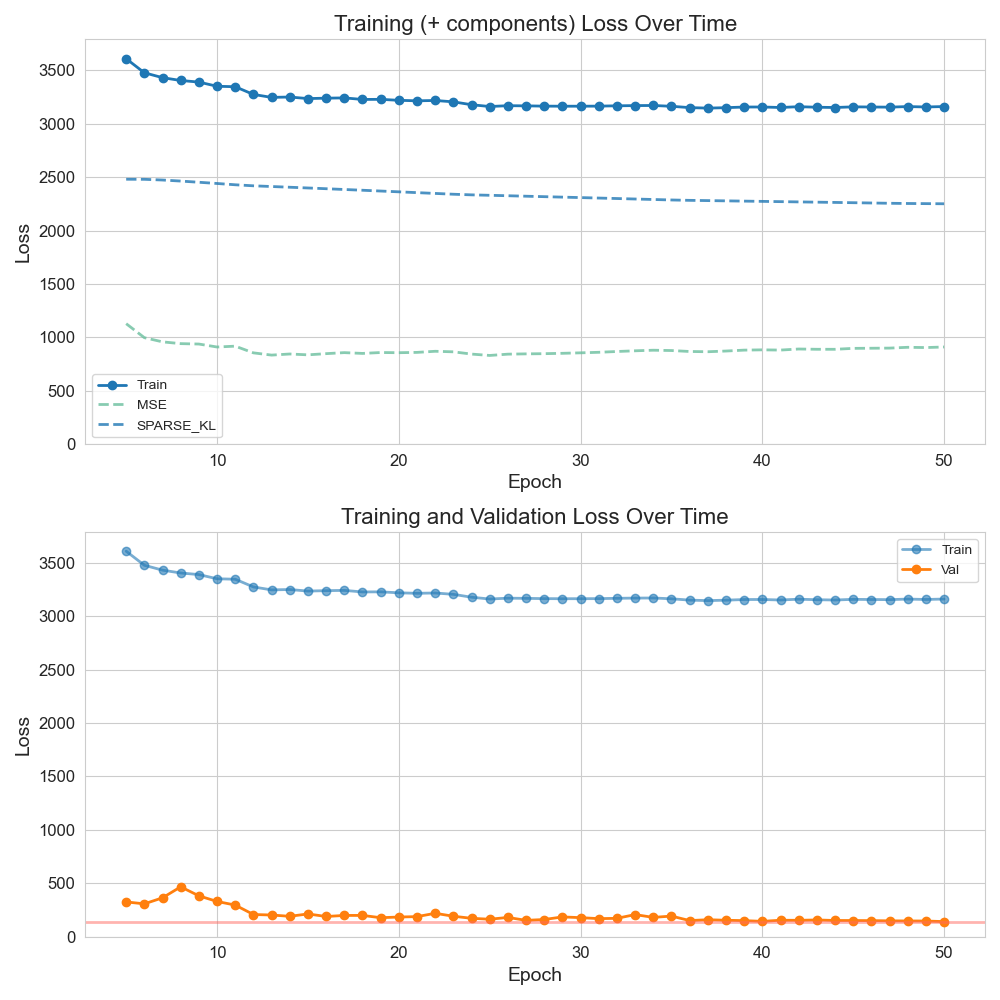 Training (+ components) Loss Over Time
3500
3000
2500
2000
1500
1000
500
0
Loss
Train
MSE
SPARSE_KL
10
20
30
40
50
Epoch
Training and Validation Loss Over Time
3500
3000
2500
2000
1500
1000
500
0
Loss
Train
Val
10
20
30
40
50
Epoch